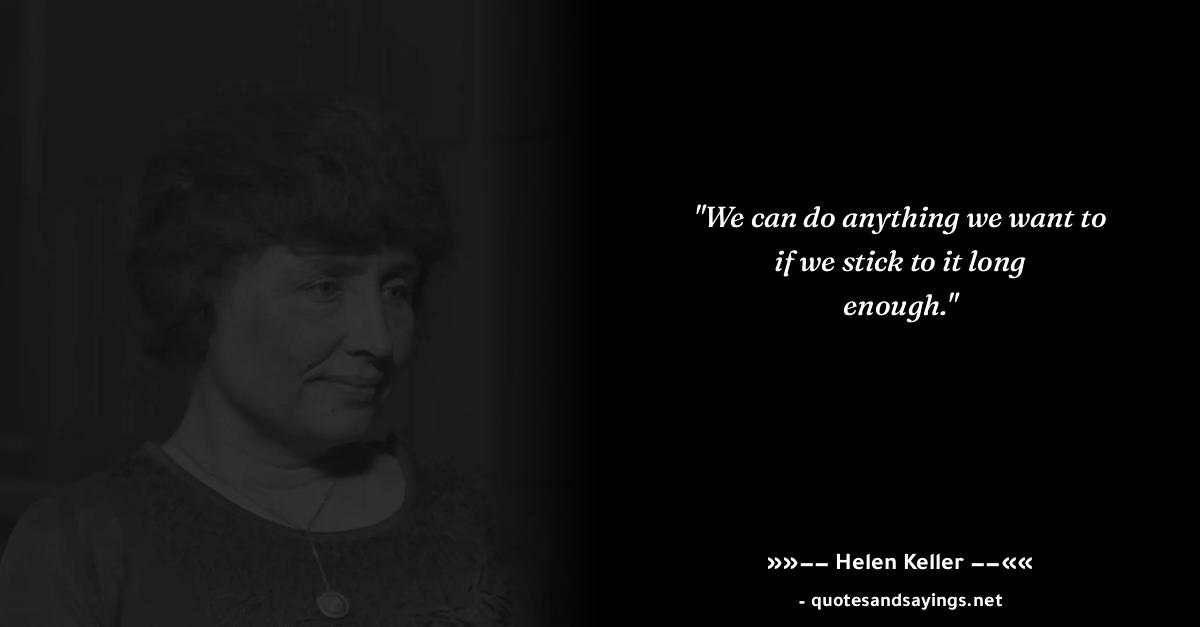 "We can do anything we want to
if we stick to it long
enough."
»»−− Helen Keller −−««
- quotesandsayings.net